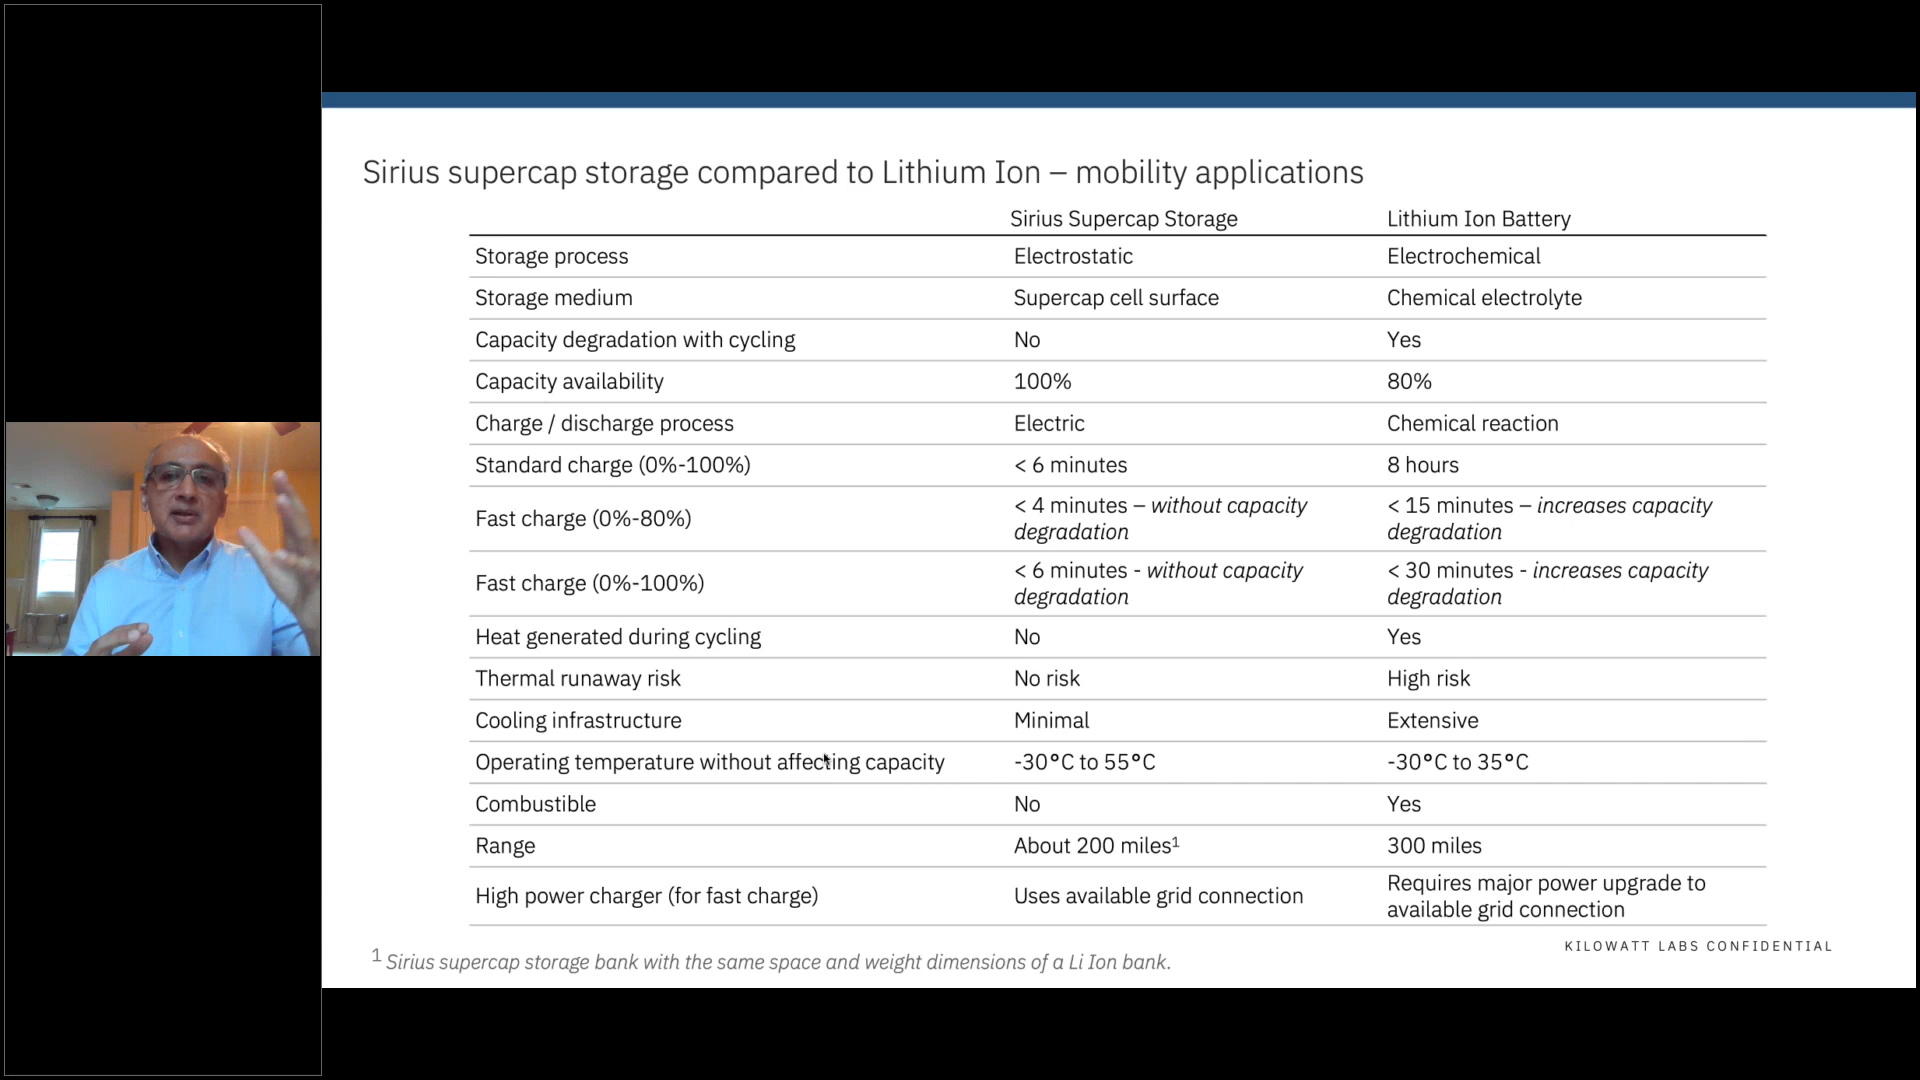 Sirius supercap storage compared to Lithium Ion – mobility applications
Sirius Supercap Storage Lithium Ion Battery
Storage process Electrostatic Electrochemical
Storage medium Supercap cell surface Chemical electrolyte
Capacity degradation with cycling No Yes
Capacity availability 100% 80%
Charge / discharge process Electric Chemical reaction
Standard charge (0%-100%) < 6 minutes 8 hours
Fast charge (0%-80%) < 4 minutes – without capacity degradation < 15 minutes – increases capacity degradation
Fast charge (0%-100%) < 6 minutes - without capacity degradation < 30 minutes - increases capacity degradation
Heat generated during cycling No Yes
Thermal runaway risk No risk High risk
Cooling infrastructure Minimal Extensive
Operating temperature without affecting capacity -30°C to 55°C -30°C to 35°C
Combustible No Yes
Range About 200 miles¹ 300 miles
High power charger (for fast charge) Uses available grid connection Requires major power upgrade to available grid connection
KILOWATT LABS CONFIDENTIAL
¹ Sirius supercap storage bank with the same space and weight dimensions of a Li Ion bank.